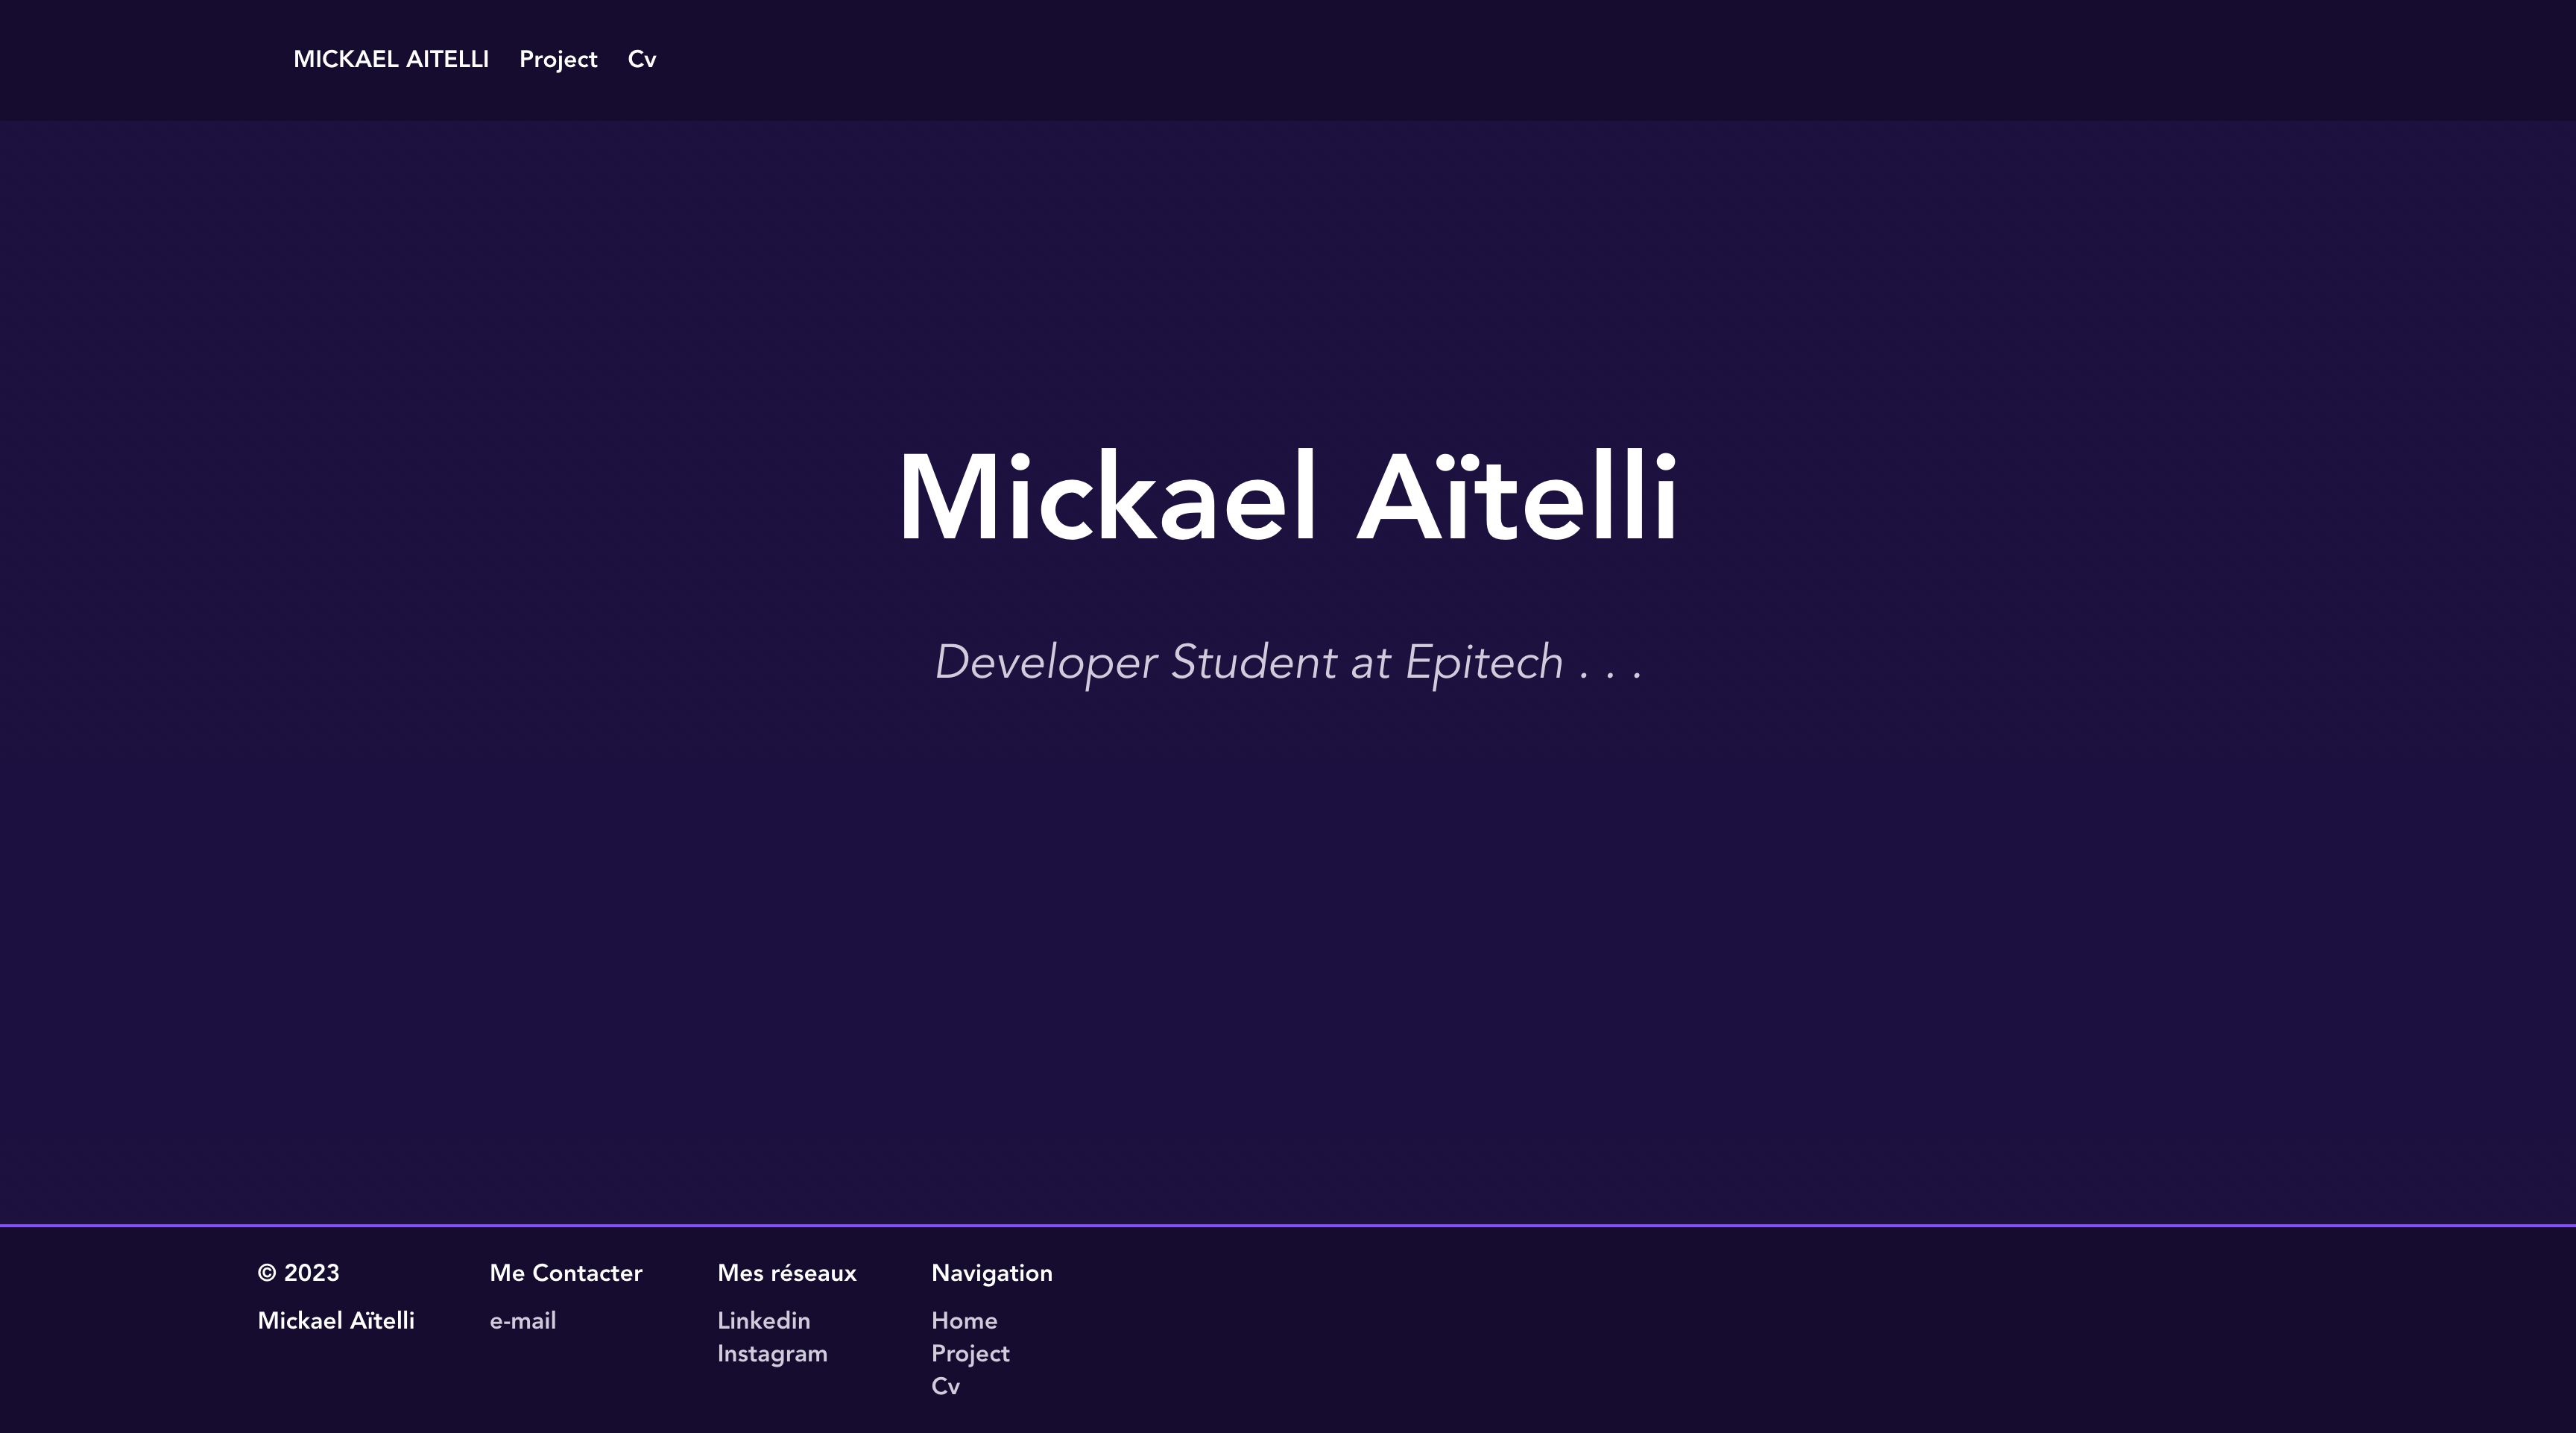 MICKAEL AITELLI Project Cv
Mickael Aïtelli
Developer Student at Epitech . . .
© 2023
Mickael Aïtelli
Me Contacter
e-mail
Mes réseaux
Linkedin
Instagram
Navigation
Home
Project
Cv